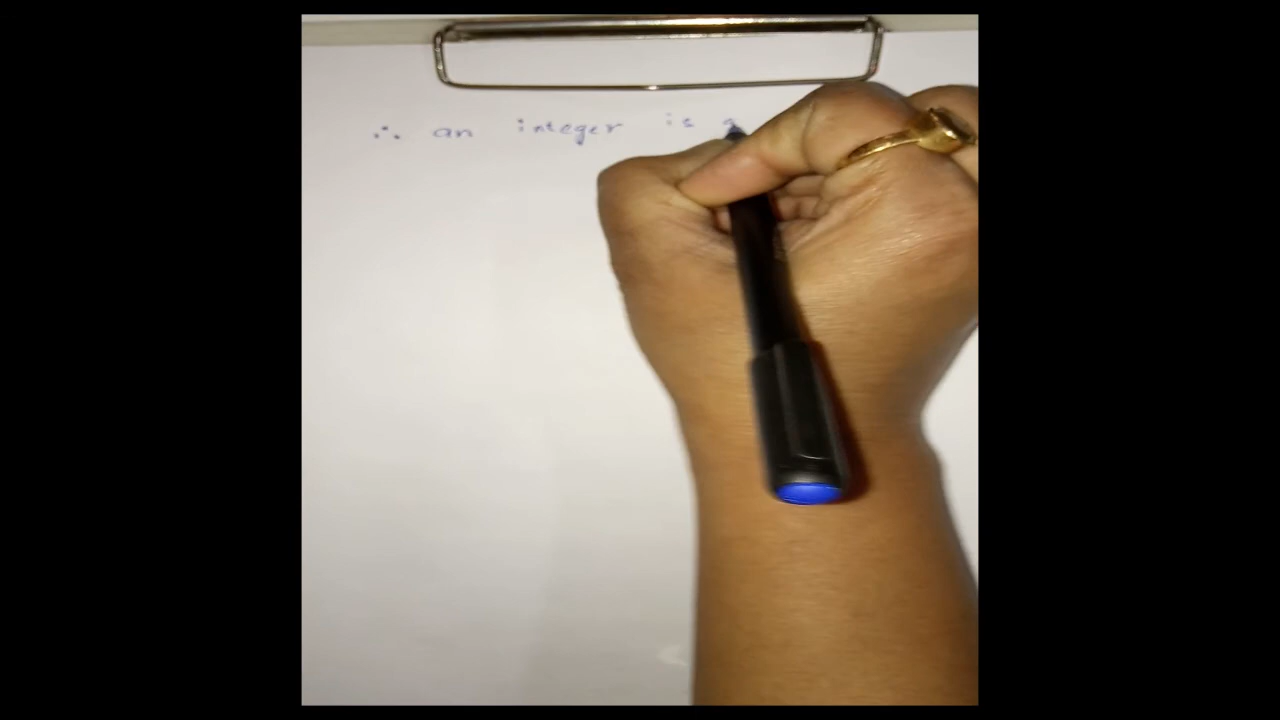 ∴ an integer is a